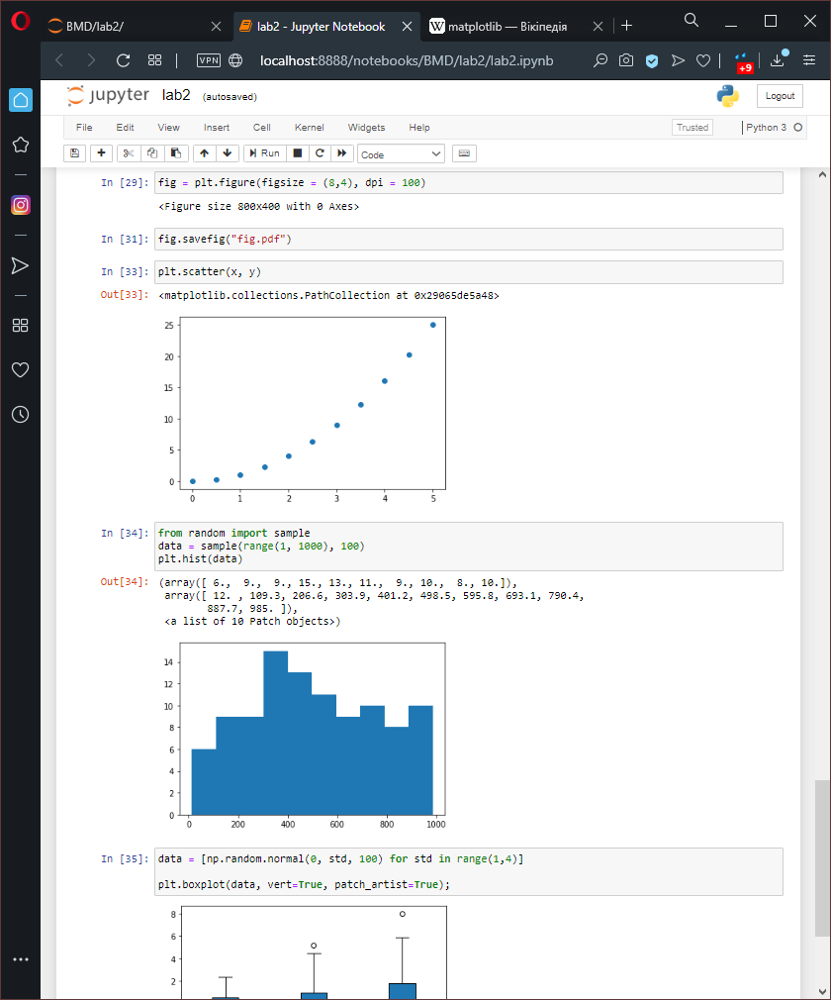 BMD/lab2/
lab2 - Jupyter Notebook
W matplotlib — Вікіпедія
VPN
localhost:8888/notebooks/BMD/lab2/lab2.ipynb
+9
jupyter lab2 (autosaved)
Logout
File Edit View Insert Cell Kernel Widgets Help
Trusted
Python 3
Run
Code
In [29]: fig = plt.figure(figsize = (8,4), dpi = 100)
<Figure size 800x400 with 0 Axes>
In [31]: fig.savefig("fig.pdf")
In [33]: plt.scatter(x, y)
Out[33]: <matplotlib.collections.PathCollection at 0x29065de5a48>
25
20
15
10
5
0
0 1 2 3 4 5
In [34]: from random import sample
data = sample(range(1, 1000), 100)
plt.hist(data)
Out[34]: (array([ 6., 9., 9., 15., 13., 11., 9., 10., 8., 10.]),
array([ 12. , 109.3, 206.6, 303.9, 401.2, 498.5, 595.8, 693.1, 790.4,
887.7, 985. ]),
<a list of 10 Patch objects>)
14
12
10
8
6
4
2
0
0 200 400 600 800 1000
In [35]: data = [np.random.normal(0, std, 100) for std in range(1,4)]
plt.boxplot(data, vert=True, patch_artist=True);
8
6
4
2